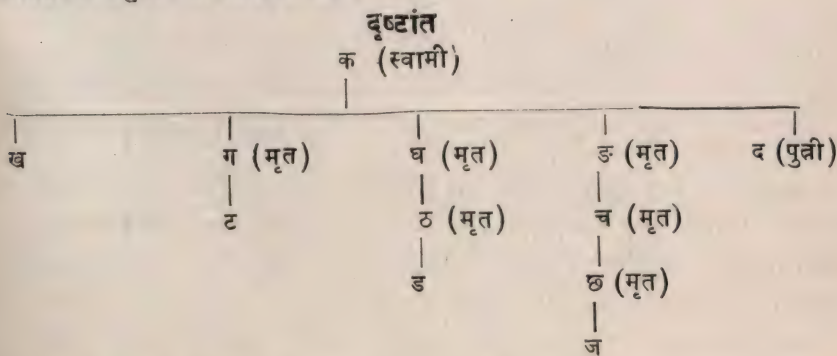 दृष्टांत
क (स्वामी)
ख ग (मृत) घ (मृत) ङ (मृत) द (पुत्री)
ट ठ (मृत) च (मृत)
ड छ (मृत)
ज